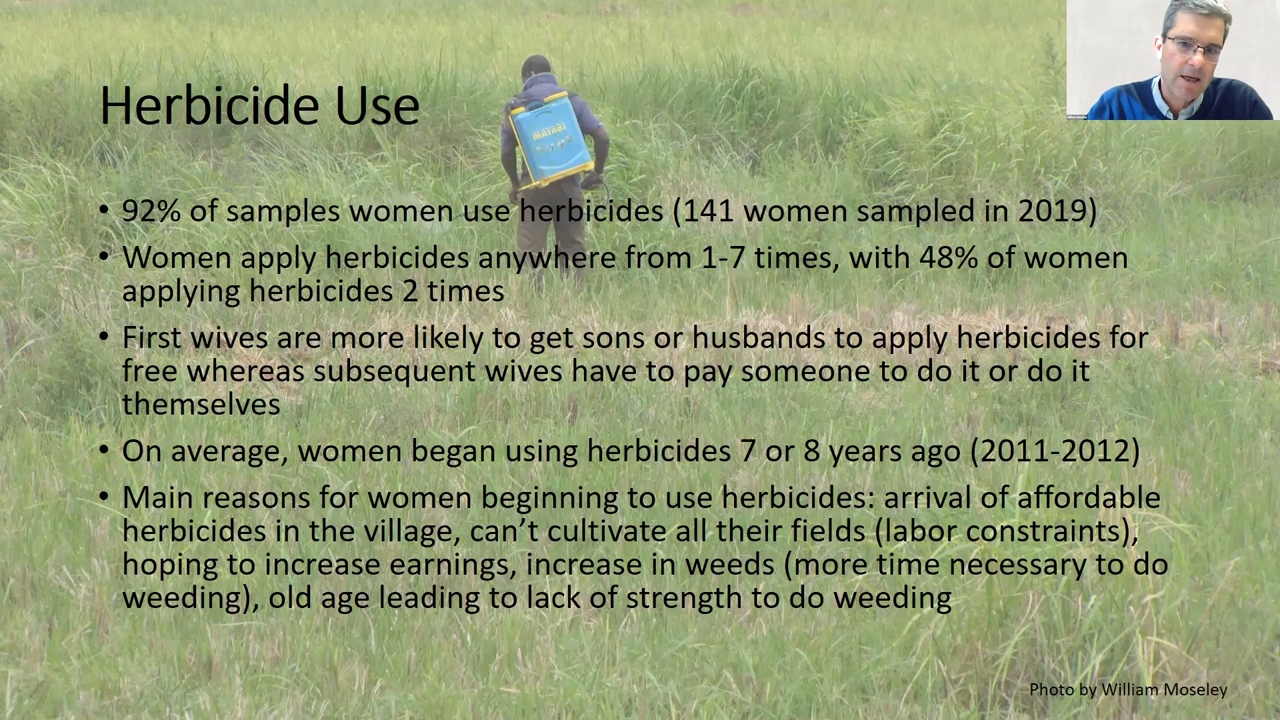 Herbicide Use
MATABI
• 92% of samples women use herbicides (141 women sampled in 2019)
• Women apply herbicides anywhere from 1-7 times, with 48% of women
applying herbicides 2 times
• First wives are more likely to get sons or husbands to apply herbicides for
free whereas subsequent wives have to pay someone to do it or do it
themselves
• On average, women began using herbicides 7 or 8 years ago (2011-2012)
• Main reasons for women beginning to use herbicides: arrival of affordable
herbicides in the village, can’t cultivate all their fields (labor constraints),
hoping to increase earnings, increase in weeds (more time necessary to do
weeding), old age leading to lack of strength to do weeding
Photo by William Moseley